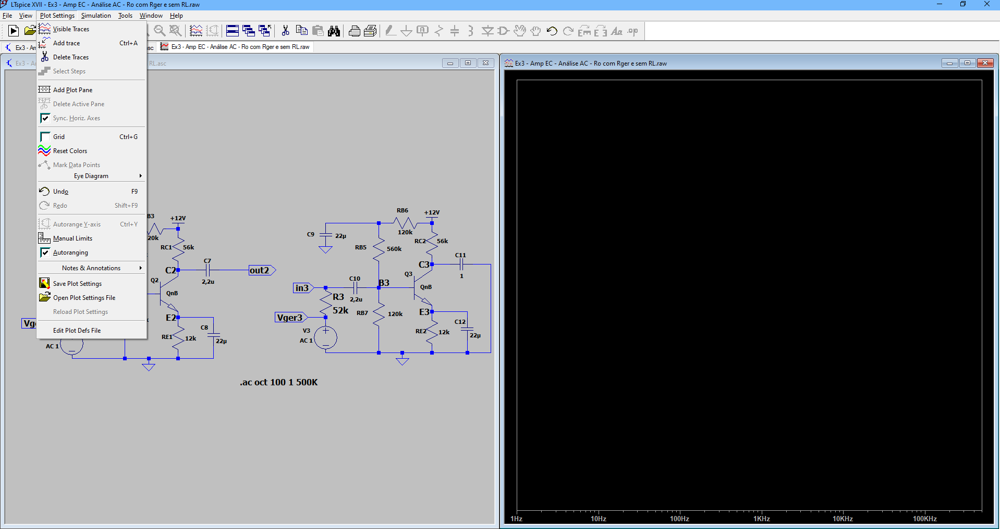 LTspice XVII - Ex3 - Amp EC - Análise AC - Ro com Rger e sem RL.raw
File View Plot Settings Simulation Tools Window Help
Ex3 - Am
sc
Ex3 - Amp EC - Análise AC - Ro com Rger e sem RL.raw
Ex3 - A
RL.asc
Ex3 - Amp EC - Análise AC - Ro com Rger e sem RL.raw
Visible Traces
Add trace Ctrl+A
Delete Traces
Select Steps
Add Plot Pane
Delete Active Pane
Sync. Horiz. Axes
Grid Ctrl+G
Reset Colors
Mark Data Points
Eye Diagram
Undo F9
Redo Shift+F9
Autorange Y-axis Ctrl+Y
Manual Limits
Autoranging
Notes & Annotations
Save Plot Settings
Open Plot Settings File
Reload Plot Settings
Edit Plot Defs File
B3
+12V
20k
RC1
56k
C7
C2
out2
2,2u
Q2
QnB
E2
Vg
C8
RE1
12k
22µ
AC 1
RB6
+12V
120k
C9
22µ
RC2
56k
RB5
560k
C11
C3
1
Q3
C10
B3
in3
QnB
R3
2,2u
52k
RB7
120k
E3
Vger3
C12
V3
RE2
12k
22µ
AC 1
.ac oct 100 1 500K
1Hz 10Hz 100Hz 1KHz 10KHz 100KHz